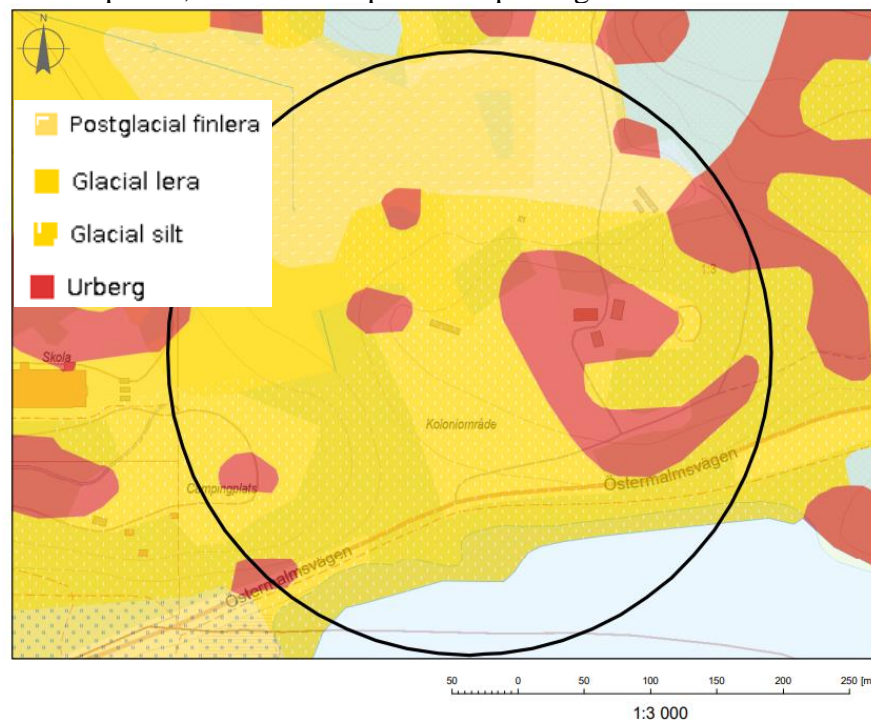 N
Postglacial finlera
Glacial lera
Glacial silt
Urberg
1:3
Skola
Koloniområde
Campingplats
Östermalmsvägen
Östermalmsvägen
50 0 50 100 150 200 250 [m
1:3 000